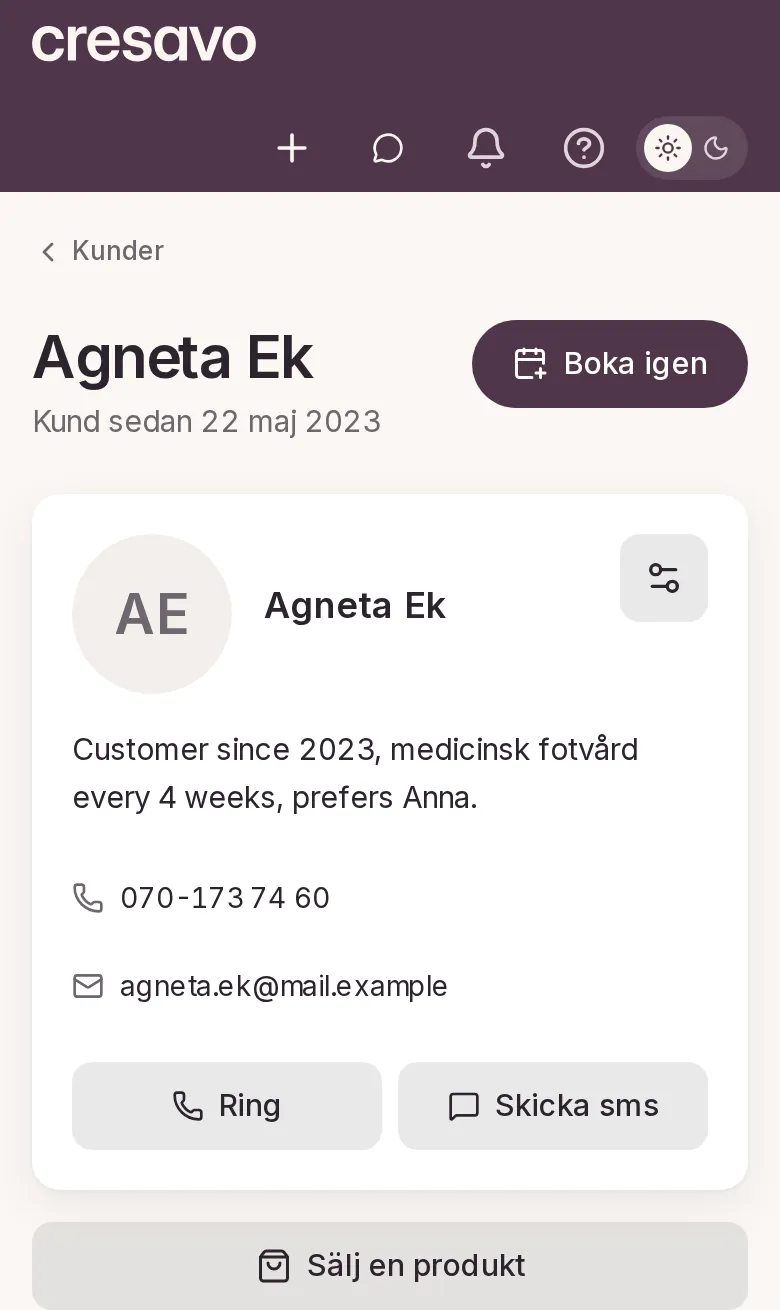 cresavo
Kunder
Agneta Ek
Boka igen
Kund sedan 22 maj 2023
AE
Agneta Ek
Customer since 2023, medicinsk fotvård
every 4 weeks, prefers Anna.
070-173 74 60
agneta.ek@mail.example
Ring
Skicka sms
Sälj en produkt